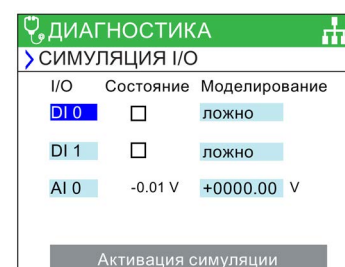 ДИАГНОСТИКА
СИМУЛЯЦИЯ I/O
I/O Состояние Моделирование
DI 0 ложно
DI 1 ложно
AI 0 -0.01 V +0000.00 V
Активация симуляции